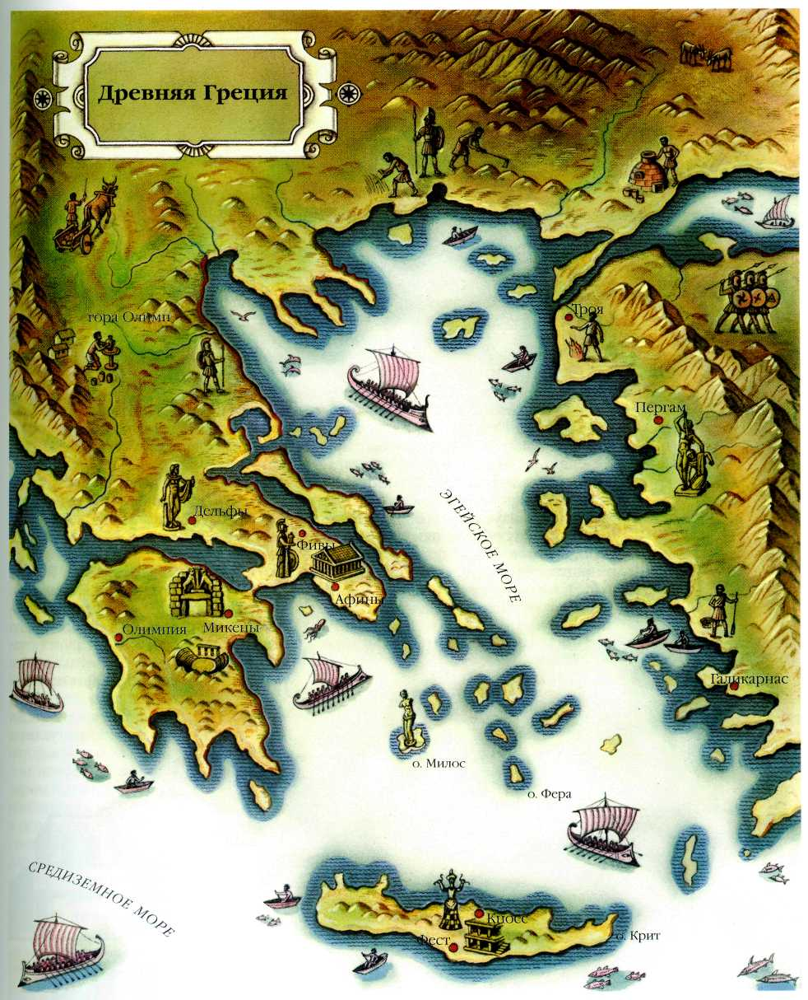 Древняя Греция
гора Олимп
Троя
Пергам
ЭГЕЙСКОЕ МОРЕ
Дельфы
Фивы
Афины
Олимпия
Микены
Галикарнас
о. Милос
о. Фера
СРЕДИЗЕМНОЕ МОРЕ
Кносс
Фест
о. Крит